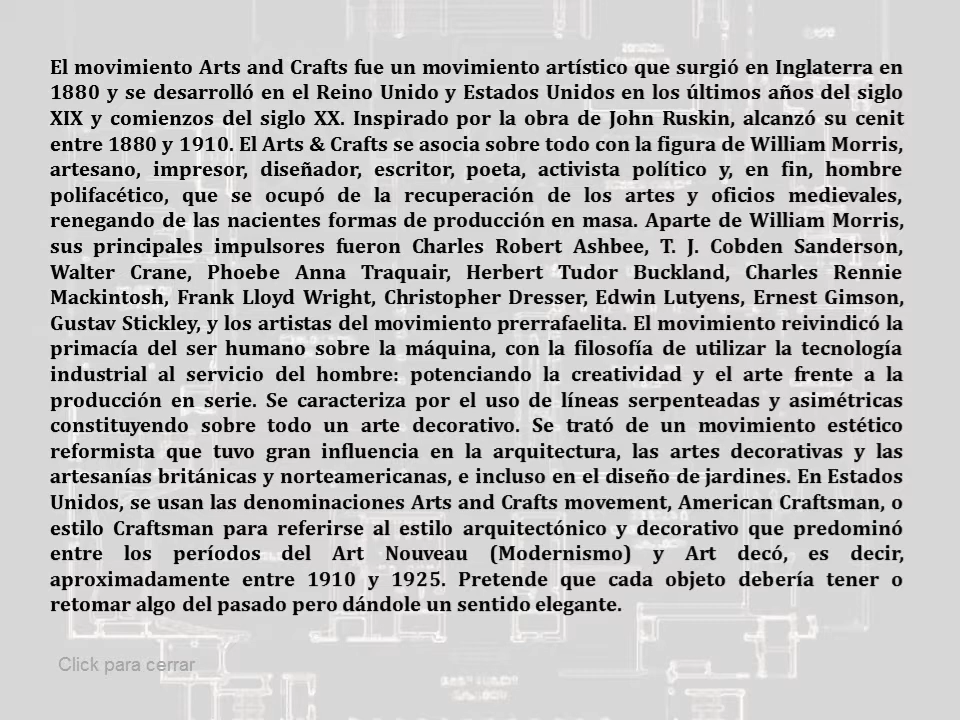 El movimiento Arts and Crafts fue un movimiento artístico que surgió en Inglaterra en
1880 y se desarrolló en el Reino Unido y Estados Unidos en los últimos años del siglo
XIX y comienzos del siglo XX. Inspirado por la obra de John Ruskin, alcanzó su cenit
entre 1880 y 1910. El Arts & Crafts se asocia sobre todo con la figura de William Morris,
artesano, impresor, diseñador, escritor, poeta, activista político y, en fin, hombre
polifacético, que se ocupó de la recuperación de los artes y oficios medievales,
renegando de las nacientes formas de producción en masa. Aparte de William Morris,
sus principales impulsores fueron Charles Robert Ashbee, T. J. Cobden Sanderson,
Walter Crane, Phoebe Anna Traquair, Herbert Tudor Buckland, Charles Rennie
Mackintosh, Frank Lloyd Wright, Christopher Dresser, Edwin Lutyens, Ernest Gimson,
Gustav Stickley, y los artistas del movimiento prerrafaelita. El movimiento reivindicó la
primacía del ser humano sobre la máquina, con la filosofía de utilizar la tecnología
industrial al servicio del hombre: potenciando la creatividad y el arte frente a la
producción en serie. Se caracteriza por el uso de líneas serpenteadas y asimétricas
constituyendo sobre todo un arte decorativo. Se trató de un movimiento estético
reformista que tuvo gran influencia en la arquitectura, las artes decorativas y las
artesanías británicas y norteamericanas, e incluso en el diseño de jardines. En Estados
Unidos, se usan las denominaciones Arts and Crafts movement, American Craftsman, o
estilo Craftsman para referirse al estilo arquitectónico y decorativo que predominó
entre los períodos del Art Nouveau (Modernismo) y Art decó, es decir,
aproximadamente entre 1910 y 1925. Pretende que cada objeto debería tener o
retomar algo del pasado pero dándole un sentido elegante.
Click para cerrar